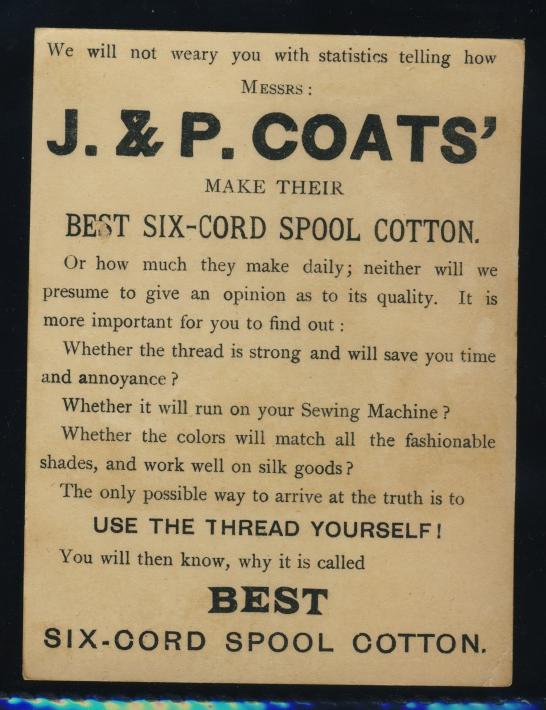 We will not weary you with statistics telling how
MESSRS :
J. & P. COATS'
MAKE THEIR
BEST SIX-CORD SPOOL COTTON.
Or how much they make daily; neither will we
presume to give an opinion as to its quality. It is
more important for you to find out :
Whether the thread is strong and will save you time
and annoyance ?
Whether it will run on your Sewing Machine ?
Whether the colors will match all the fashionable
shades, and work well on silk goods ?
The only possible way to arrive at the truth is to
USE THE THREAD YOURSELF!
You will then know, why it is called
BEST
SIX-CORD SPOOL COTTON.